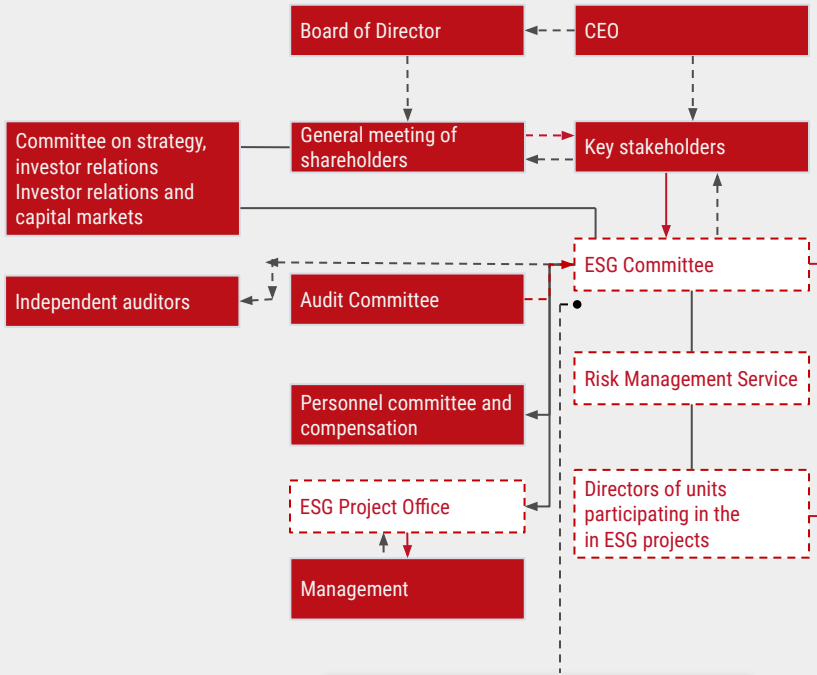 Board of Director
CEO
Committee on strategy,
investor relations
Investor relations and
capital markets
General meeting of
shareholders
Key stakeholders
ESG Committee
Independent auditors
Audit Committee
Risk Management Service
Personnel committee and
compensation
ESG Project Office
Directors of units
participating in the
in ESG projects
Management